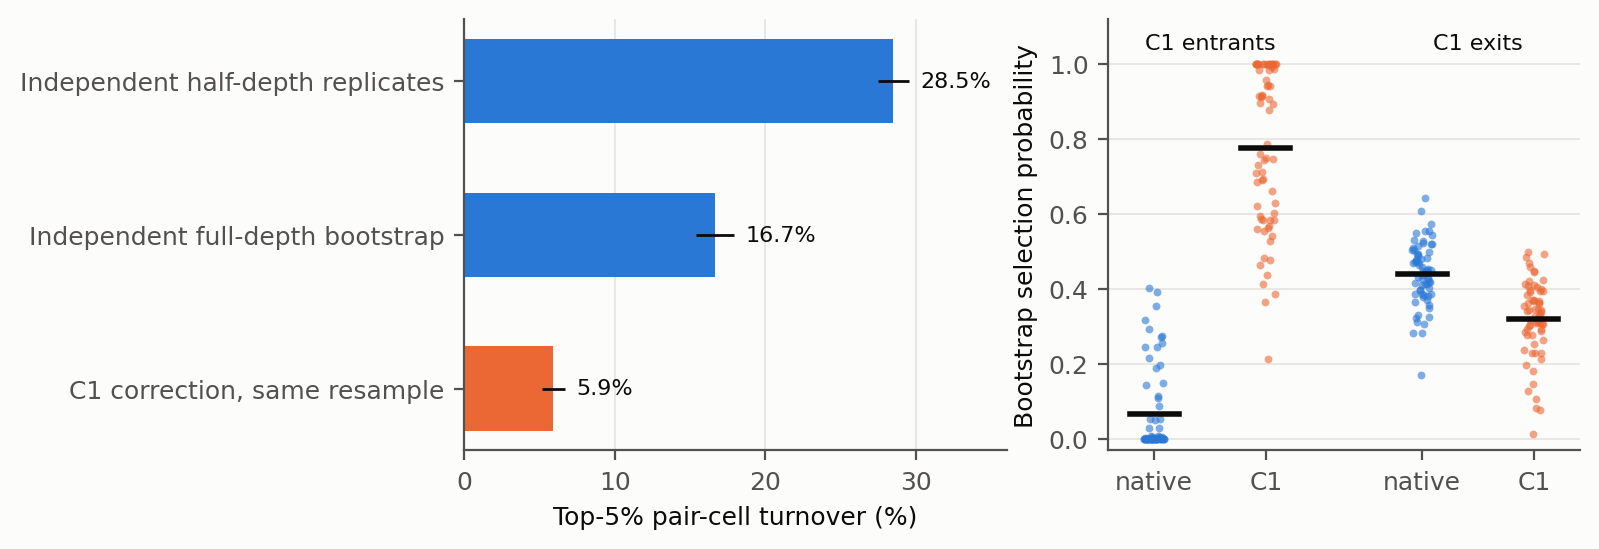 Independent half-depth replicates
28.5%
Independent full-depth bootstrap
16.7%
C1 correction, same resample
5.9%
0 10 20 30
Top-5% pair-cell turnover (%)
Bootstrap selection probability
C1 entrants C1 exits
1.0
0.8
0.6
0.4
0.2
0.0
native C1 native C1